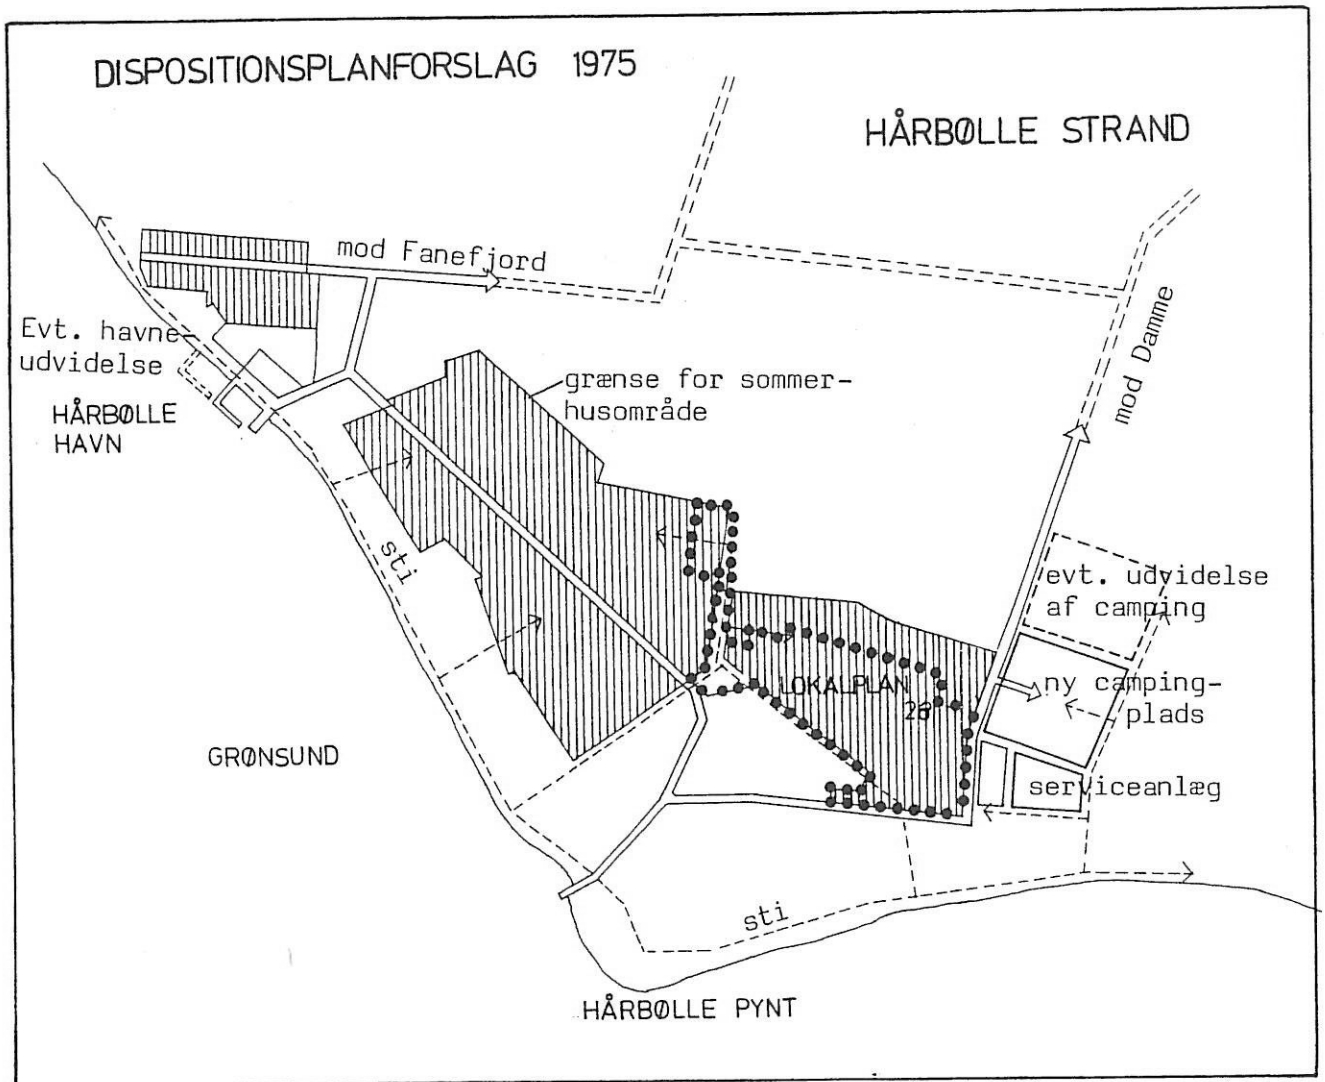 DISPOSITIONSPLANFORSLAG 1975
HÅRBØLLE STRAND
mod Fanefjord
mod Damme
Evt. havne-
udvidelse
HÅRBØLLE
HAVN
grænse for sommer-
husområde
sti
evt. udvidelse
af camping
LOKALPLAN
ny camping-
plads
GRØNSUND
serviceanlæg
sti
HÅRBØLLE PYNT